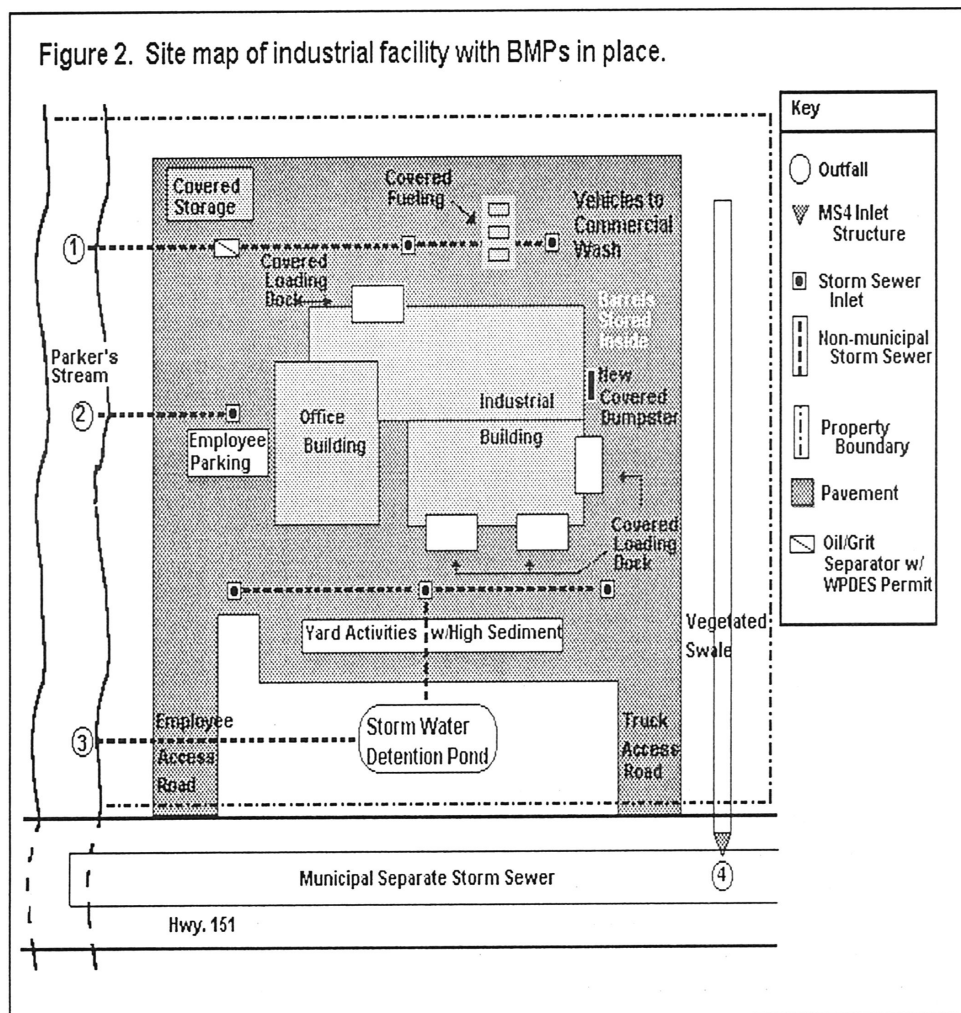 Figure 2. Site map of industrial facility with BMPs in place.
Key
Outfall
MS4 Inlet
Structure
Storm Sewer
Inlet
Non-municipal
Storm Sewer
Property
Boundary
Pavement
Oil/Grit
Separator w/
WPDES Permit
Covered
Storage
Covered
Fueling
Vehicles to
Commercial
Wash
1
Covered
Loading
Dock
Barrels
Stored
Inside
Parker's
Stream
2
Employee
Parking
Office
Building
Industrial
Building
New
Covered
Dumpster
Covered
Loading
Dock
Yard Activities w/High Sediment
Vegetated
Swale
3
Employee
Access
Road
Storm Water
Detention Pond
Truck
Access
Road
Municipal Separate Storm Sewer
4
Hwy. 151